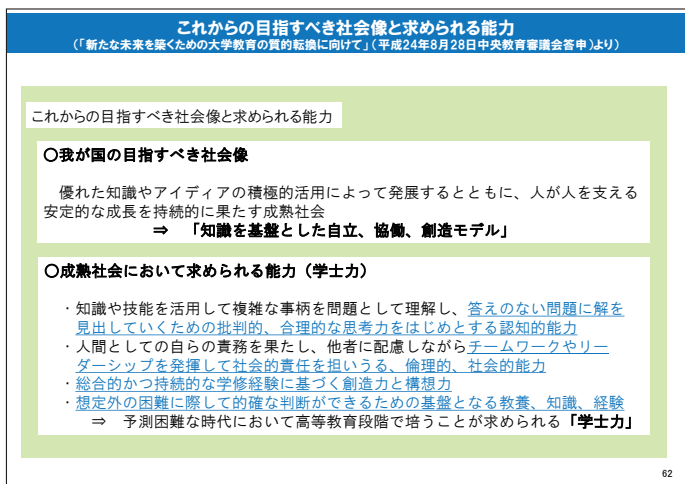 これからの目指すべき社会像と求められる能力
(「新たな未来を築くための大学教育の質的転換に向けて」(平成24年8月28日中央教育審議会答申)より)
これからの目指すべき社会像と求められる能力
○我が国の目指すべき社会像
優れた知識やアイディアの積極的活用によって発展するとともに、人が人を支える
安定的な成長を持続的に果たす成熟社会
⇒ 「知識を基盤とした自立、協働、創造モデル」
○成熟社会において求められる能力（学士力）
・知識や技能を活用して複雑な事柄を問題として理解し、答えのない問題に解を
見出していくための批判的、合理的な思考力をはじめとする認知的能力
・人間としての自らの責務を果たし、他者に配慮しながらチームワークやリー
ダーシップを発揮して社会的責任を担いうる、倫理的、社会的能力
・総合的かつ持続的な学修経験に基づく創造力と構想力
・想定外の困難に際して的確な判断ができるための基盤となる教養、知識、経験
⇒ 予測困難な時代において高等教育段階で培うことが求められる「学士力」
62